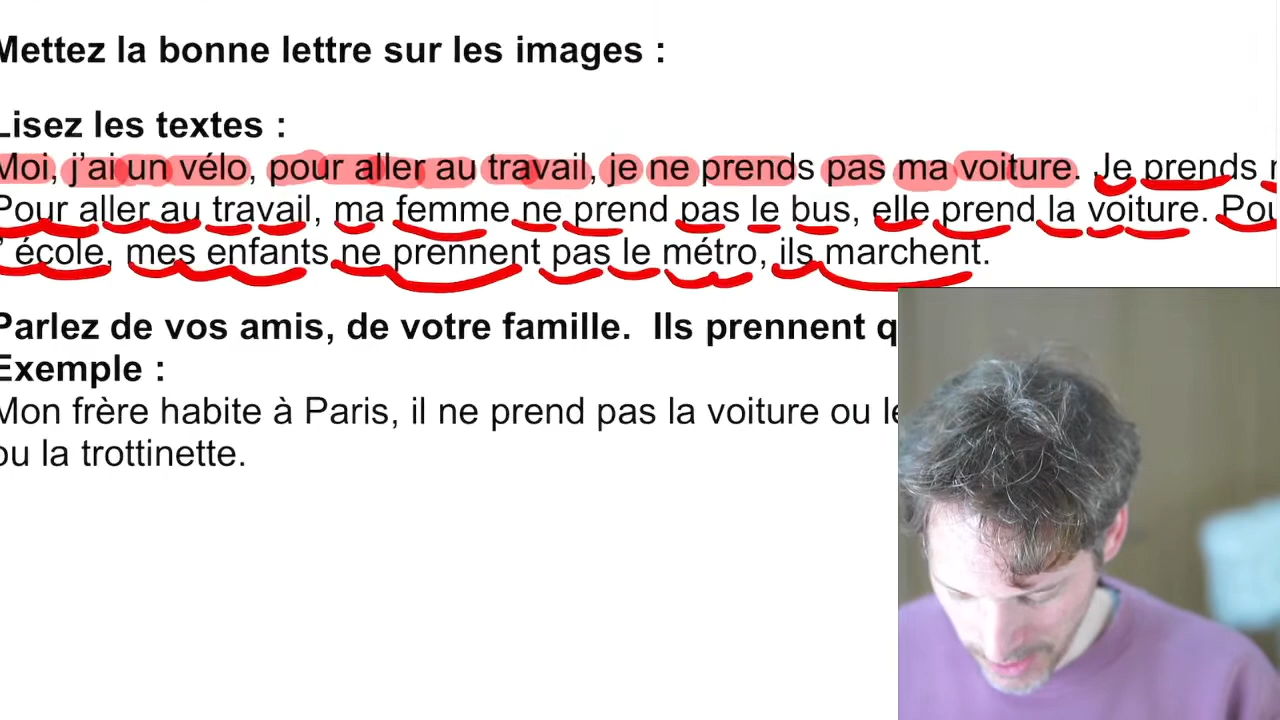 Mettez la bonne lettre sur les images :
Lisez les textes :
Moi, j’ai un vélo, pour aller au travail, je ne prends pas ma voiture. Je prends
Pour aller au travail, ma femme ne prend pas le bus, elle prend la voiture. Pou
’ école, mes enfants ne prennent pas le métro, ils marchent.
Parlez de vos amis, de votre famille. Ils prennent q
Exemple :
Mon frère habite à Paris, il ne prend pas la voiture ou le
ou la trottinette.